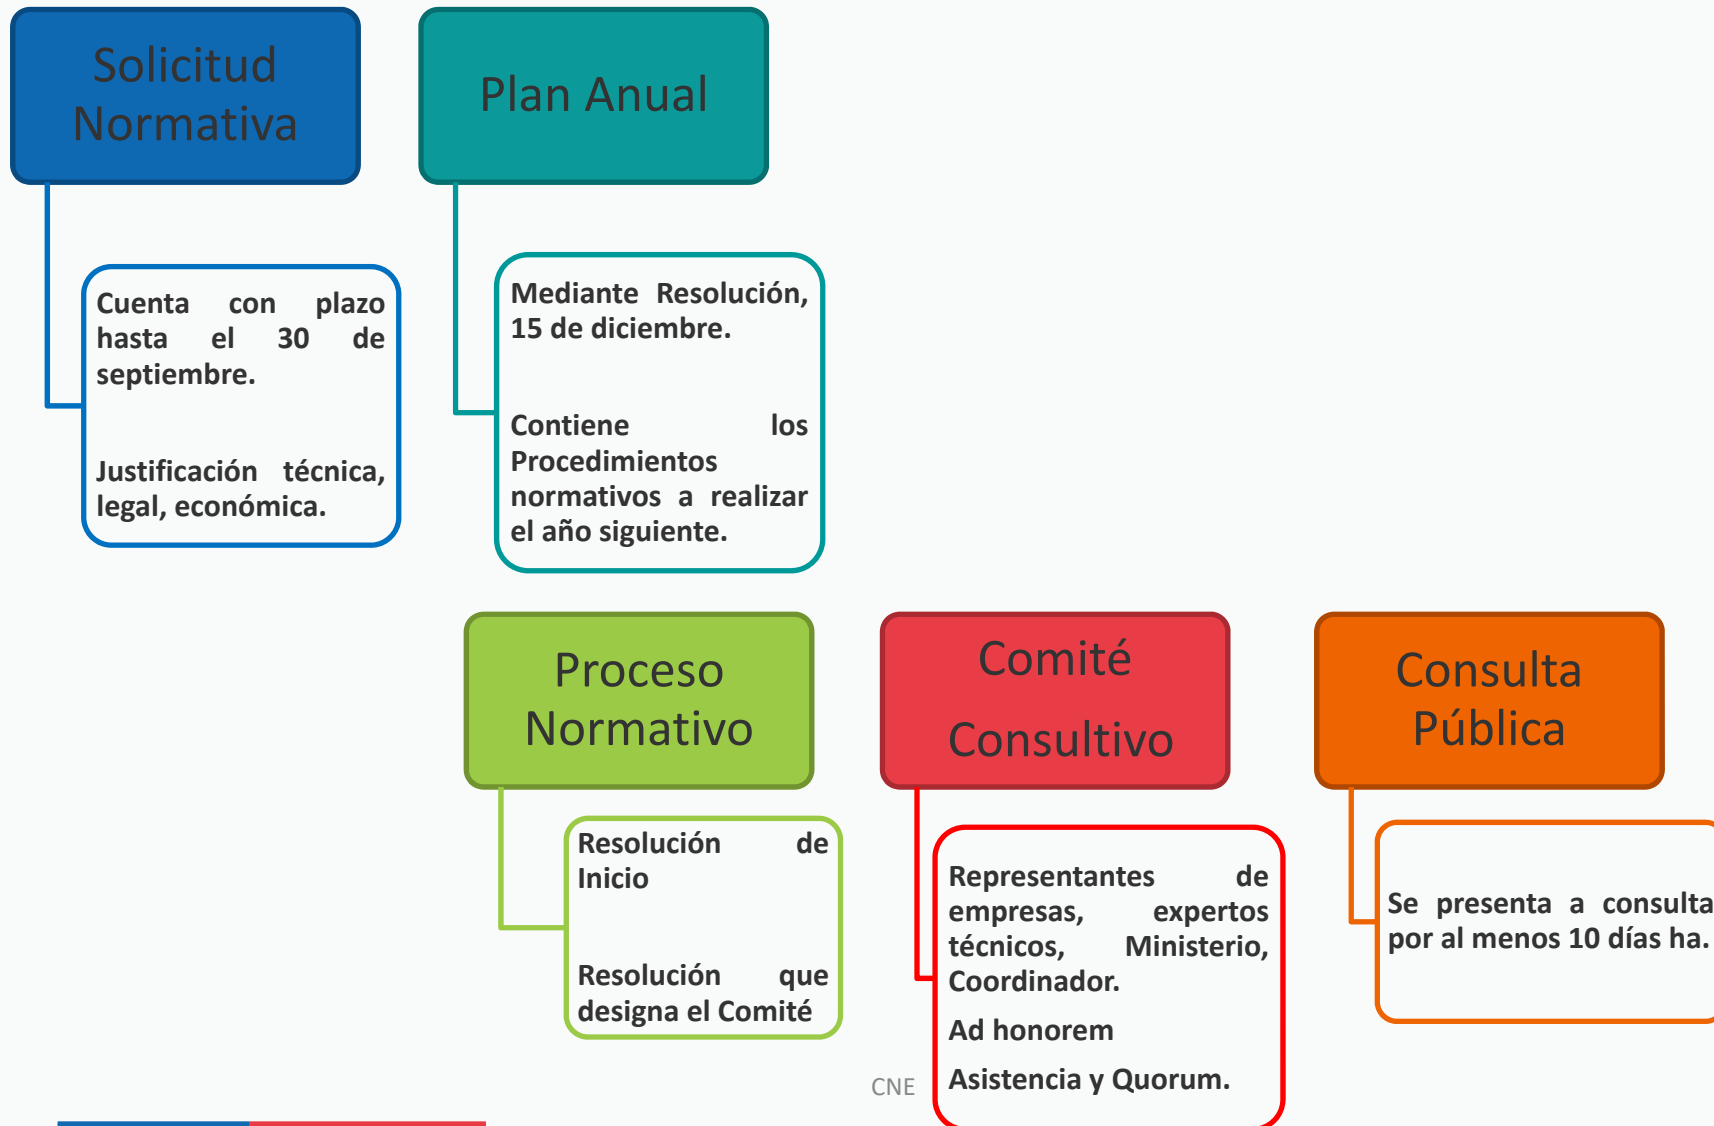 Solicitud
Normativa
Cuenta con plazo
hasta el 30 de
septiembre.
Justificación técnica,
legal, económica.
Plan Anual
Mediante Resolución,
15 de diciembre.
Contiene los
Procedimientos
normativos a realizar
el año siguiente.
Proceso
Normativo
Resolución de
Inicio
Resolución que
designa el Comité
Comité
Consultivo
Representantes de
empresas, expertos
técnicos, Ministerio,
Coordinador.
Ad honorem
Asistencia y Quorum.
Consulta
Pública
Se presenta a consulta
por al menos 10 días ha.
CNE